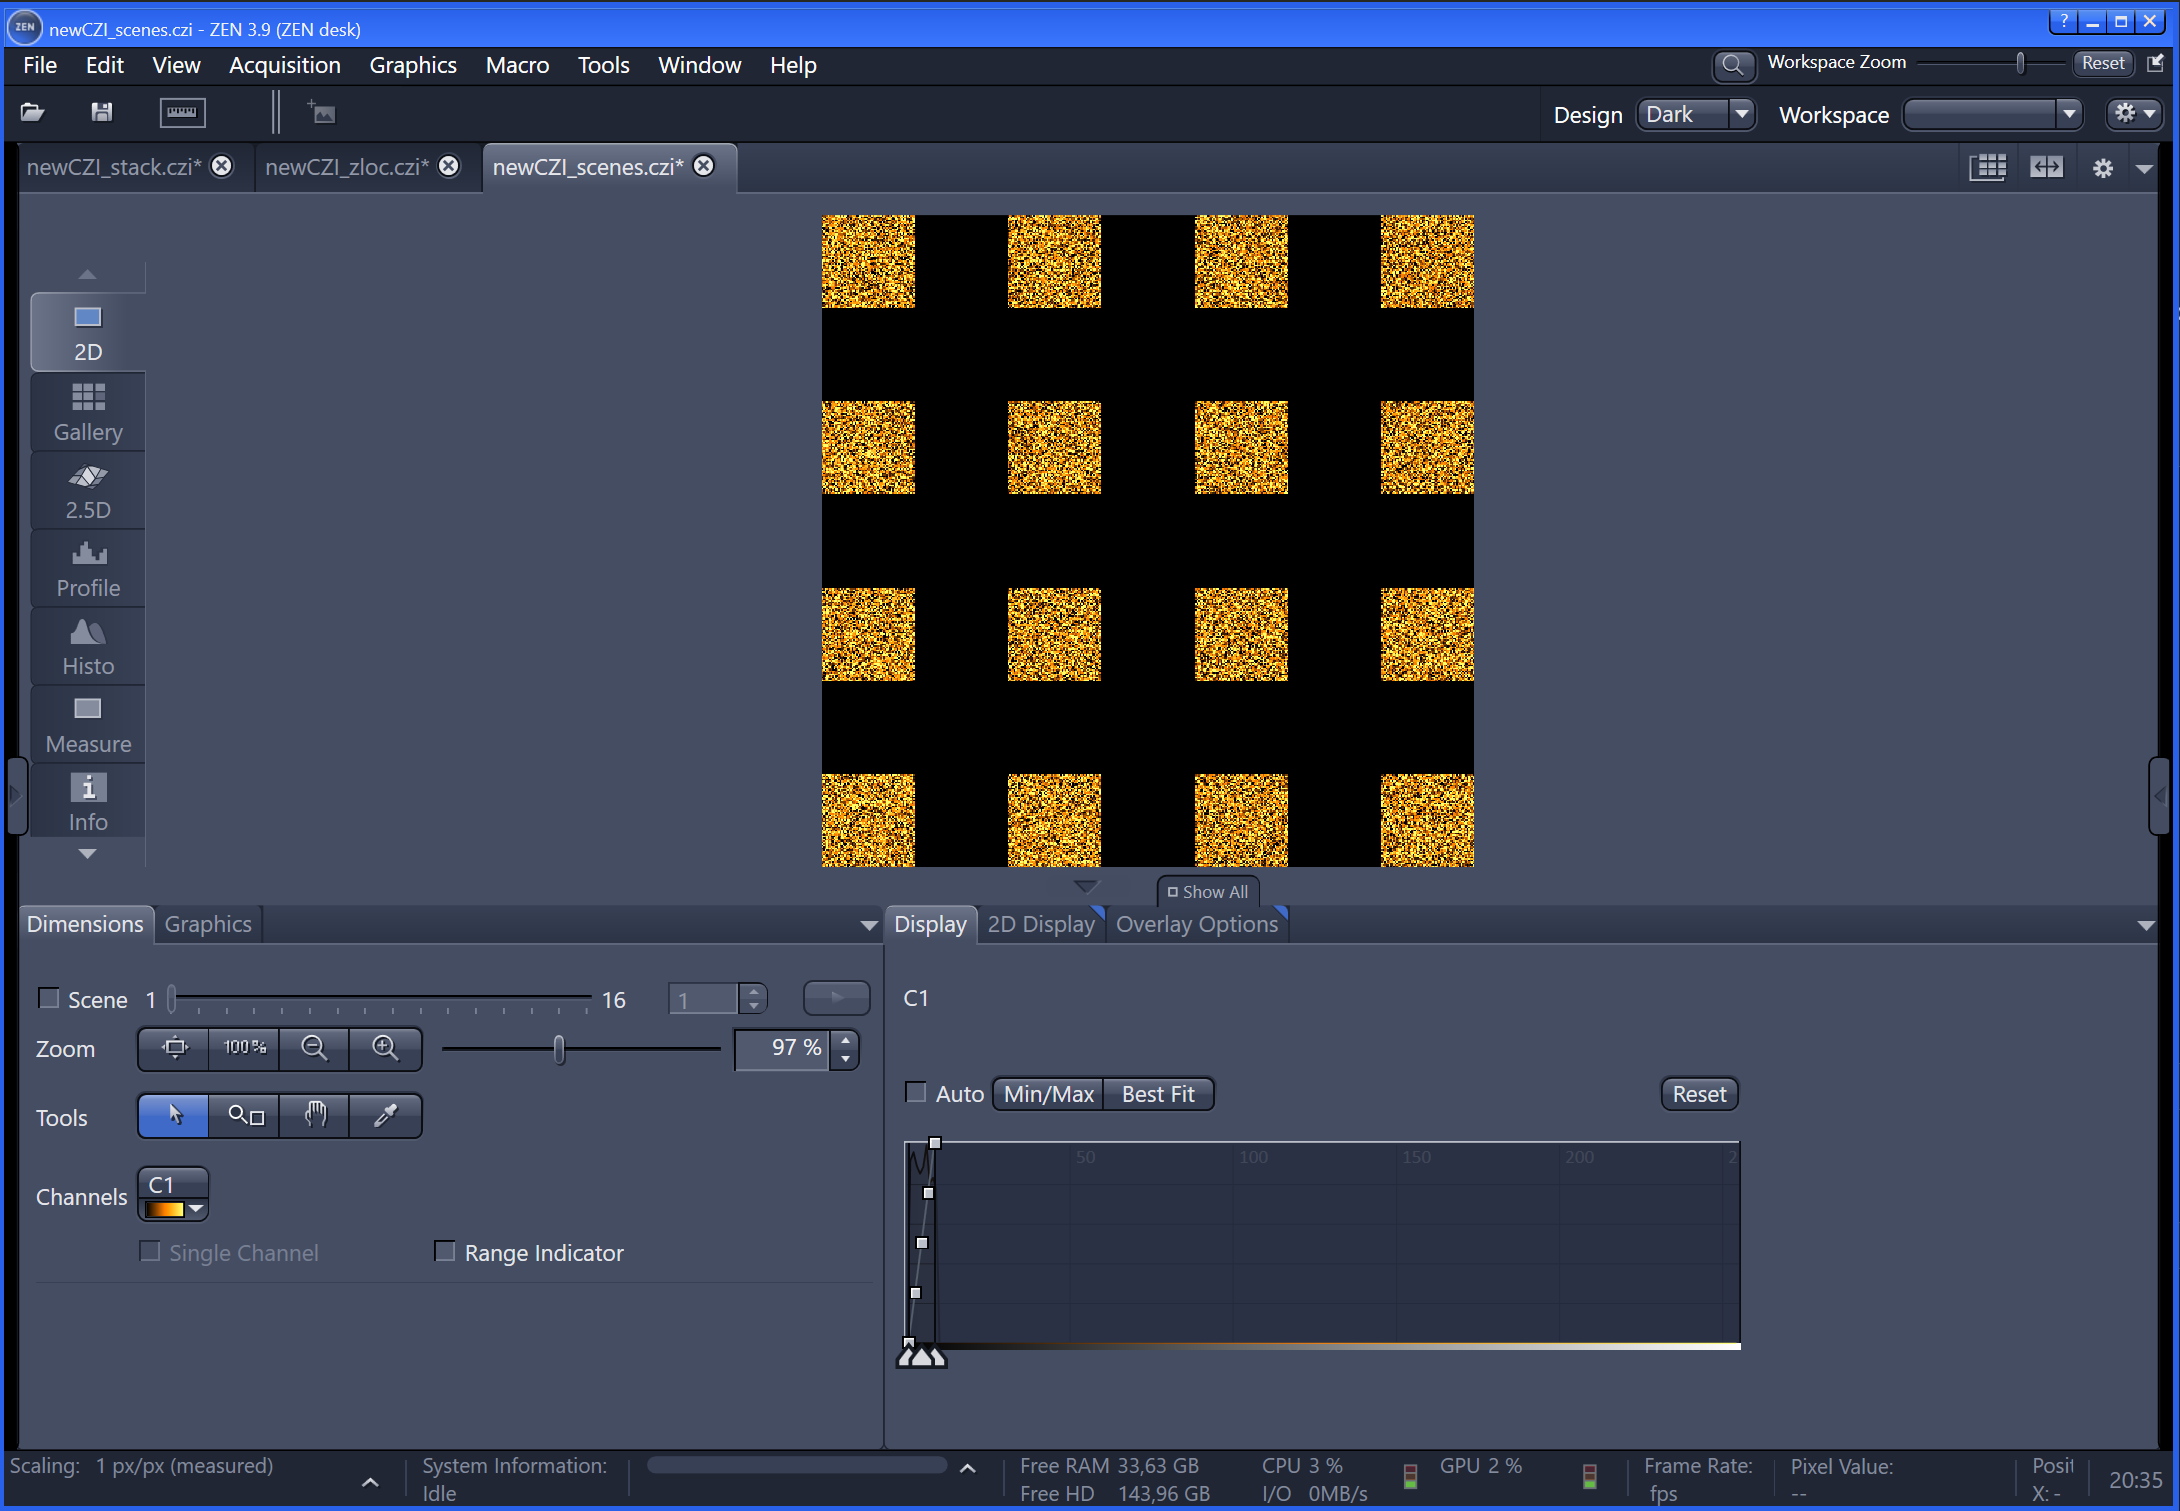 ZEN newCZI_scenes.czi - ZEN 3.9 (ZEN desk) ?
File Edit View Acquisition Graphics Macro Tools Window Help Workspace Zoom Reset
Design Dark Workspace
newCZI_stack.czi* newCZI_zloc.czi* newCZI_scenes.czi*
2D
Gallery
2.5D
Profile
Histo
Measure
i
Info
Show All
Dimensions Graphics
Display 2D Display Overlay Options
Scene 1 16 1
Zoom 100% 97 %
Tools
Channels C1
Single Channel Range Indicator
C1
Auto Min/Max Best Fit Reset
50 100 150 200 2
Scaling: 1 px/px (measured)
System Information:
Idle
Free RAM 33,63 GB
Free HD 143,96 GB
CPU 3 %
I/O 0MB/s
GPU 2 %
Frame Rate:
fps
Pixel Value:
--
Posit
X: -
20:35